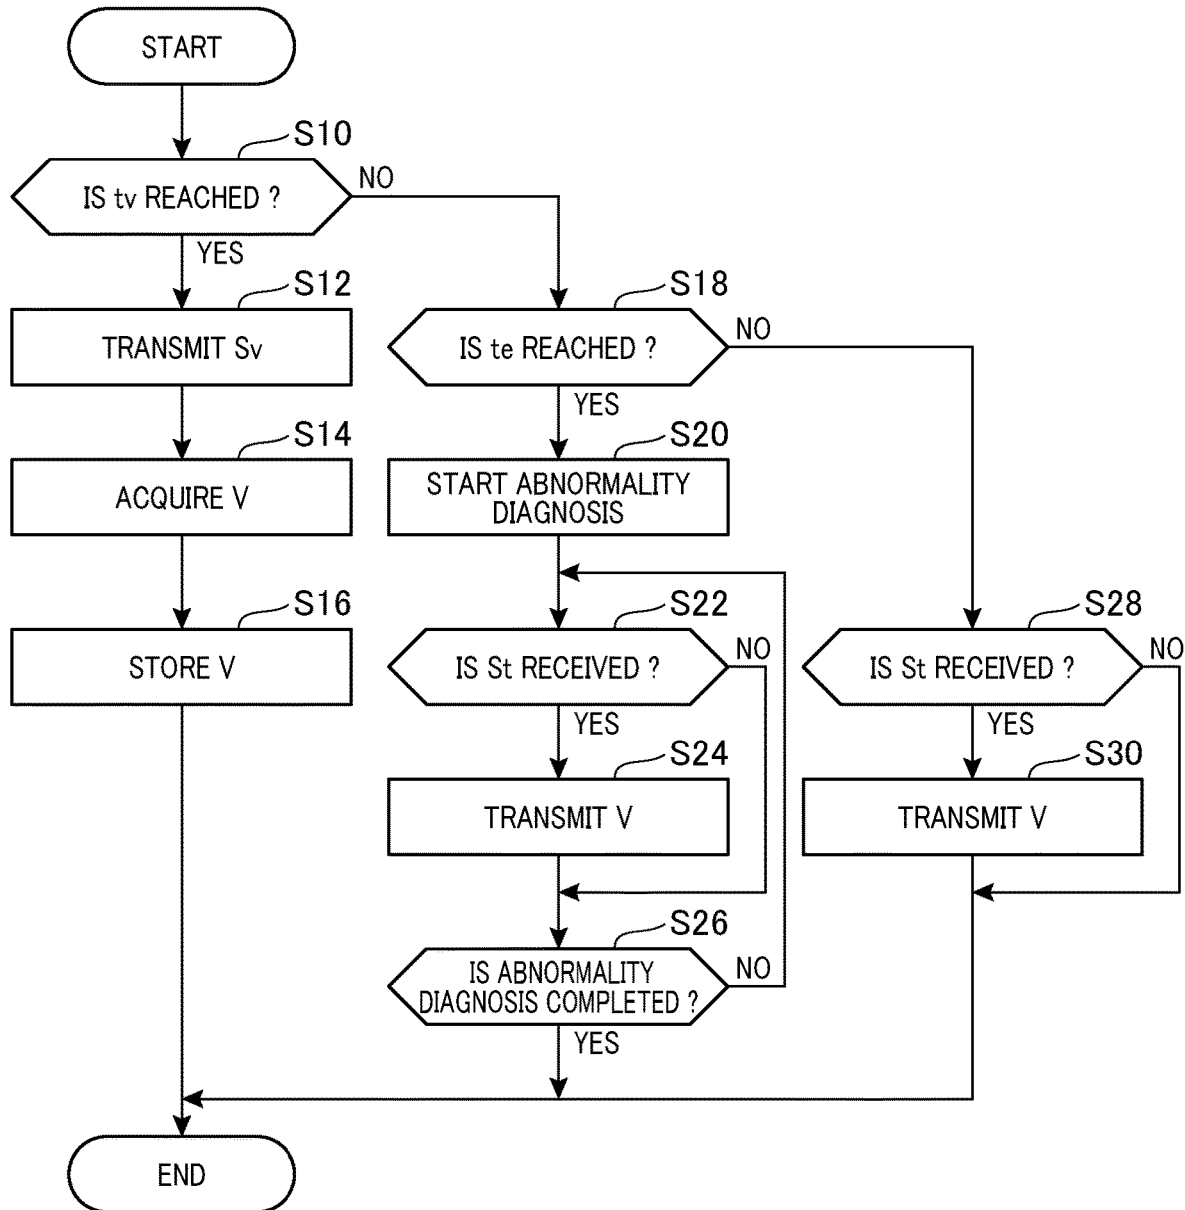 START
S10
IS tv REACHED ?
NO
YES
S12
TRANSMIT Sv
S14
ACQUIRE V
S16
STORE V
S18
IS te REACHED ?
NO
YES
S20
START ABNORMALITY
DIAGNOSIS
S22
IS St RECEIVED ?
NO
YES
S24
TRANSMIT V
S26
IS ABNORMALITY
DIAGNOSIS COMPLETED ?
NO
YES
S28
IS St RECEIVED ?
NO
YES
S30
TRANSMIT V
END